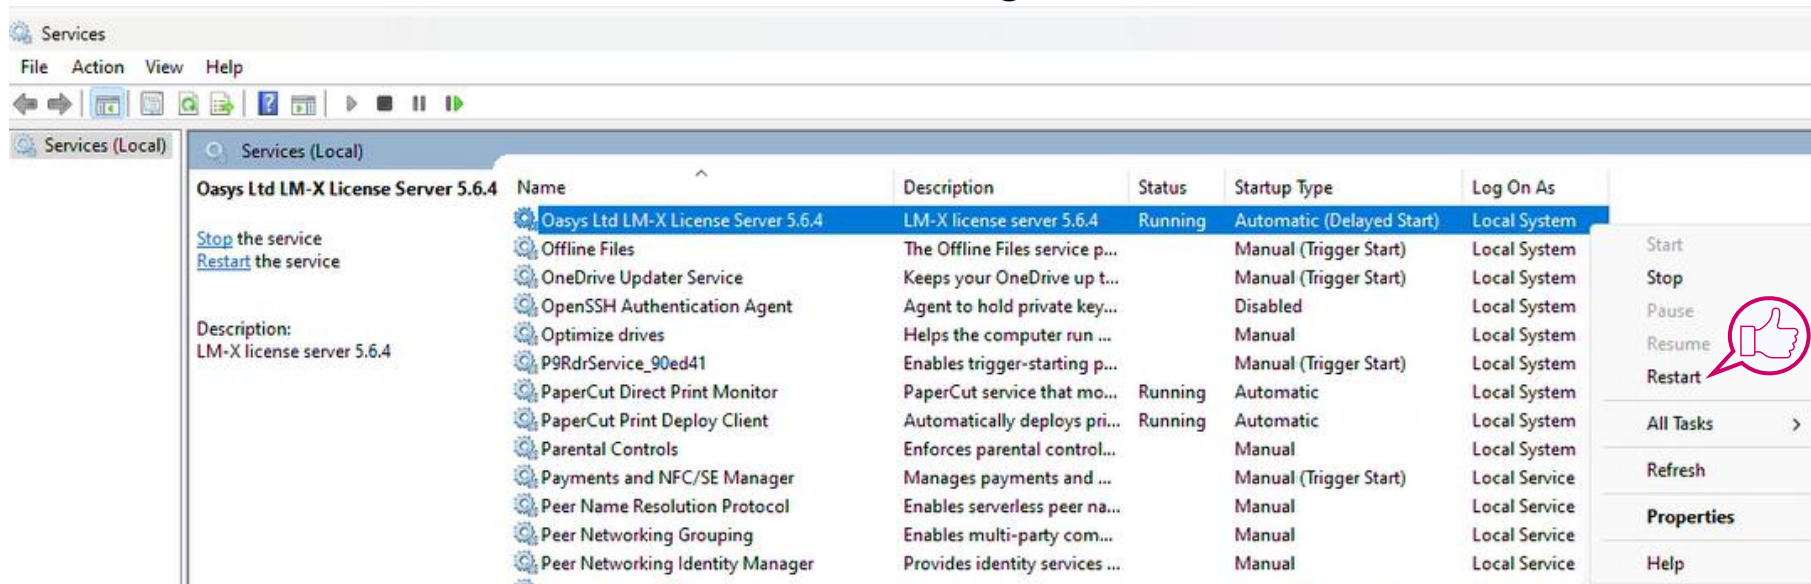 Services
File Action View Help
Services (Local)
Services (Local)
Oasys Ltd LM-X License Server 5.6.4
Stop the service
Restart the service
Description:
LM-X license server 5.6.4
Name Description Status Startup Type Log On As
Oasys Ltd LM-X License Server 5.6.4 LM-X license server 5.6.4 Running Automatic (Delayed Start) Local System
Offline Files The Offline Files service p... Manual (Trigger Start) Local System
OneDrive Updater Service Keeps your OneDrive up t... Manual (Trigger Start) Local System
OpenSSH Authentication Agent Agent to hold private key... Disabled Local System
Optimize drives Helps the computer run ... Manual Local System
P9RdrService_90ed41 Enables trigger-starting p... Manual (Trigger Start) Local System
PaperCut Direct Print Monitor PaperCut service that mo... Running Automatic Local System
PaperCut Print Deploy Client Automatically deploys pri... Running Automatic Local System
Parental Controls Enforces parental control... Manual Local System
Payments and NFC/SE Manager Manages payments and ... Manual (Trigger Start) Local Service
Peer Name Resolution Protocol Enables serverless peer na... Manual Local Service
Peer Networking Grouping Enables multi-party com... Manual Local Service
Peer Networking Identity Manager Provides identity services ... Manual Local Service
Start
Stop
Pause
Resume
Restart
All Tasks
Refresh
Properties
Help